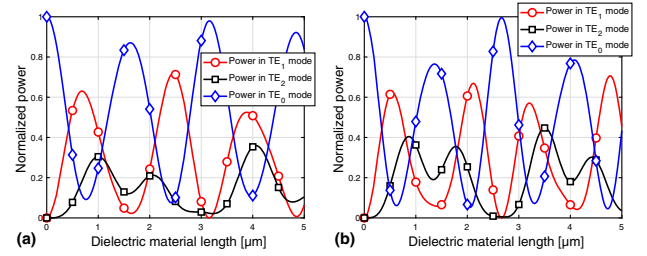 Power in TE1 mode
Power in TE2 mode
Power in TE0 mode
Normalized power
1
0.8
0.6
0.4
0.2
0
0 1 2 3 4 5
Dielectric material length [μm]
(a)
Power in TE1 mode
Power in TE2 mode
Power in TE0 mode
Normalized power
1
0.8
0.6
0.4
0.2
0
0 1 2 3 4 5
Dielectric material length [μm]
(b)